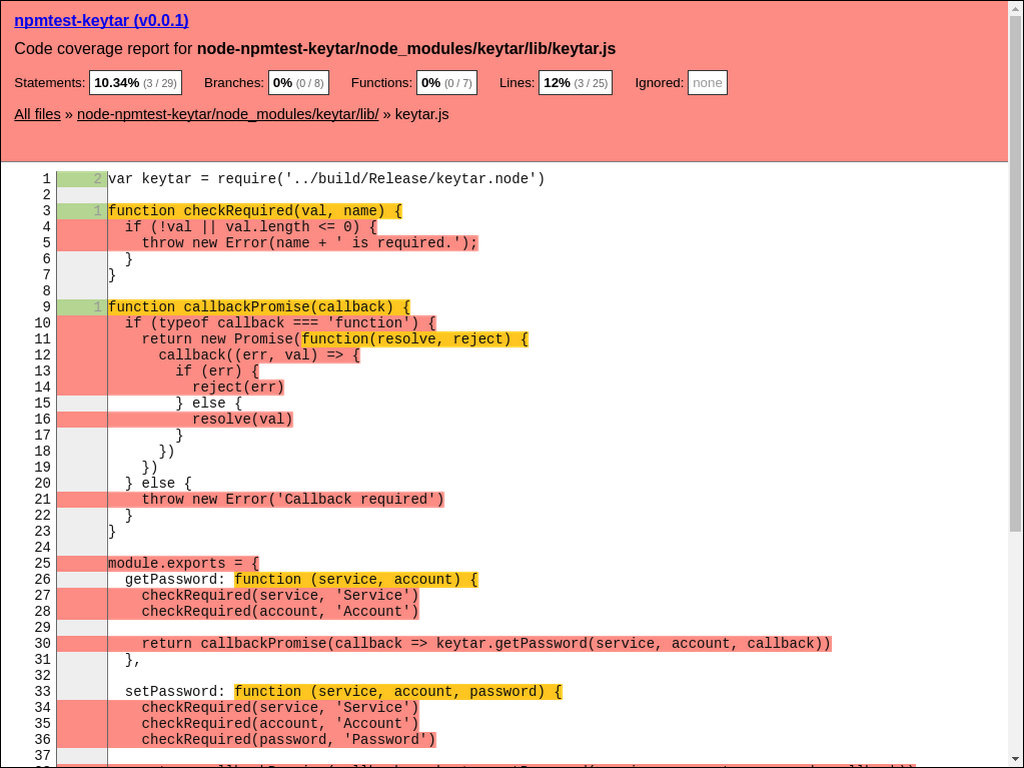 npmtest-keytar (v0.0.1)
Code coverage report for node-npmtest-keytar/node_modules/keytar/lib/keytar.js
Statements: 10.34% (3 / 29) Branches: 0% (0 / 8) Functions: 0% (0 / 7) Lines: 12% (3 / 25) Ignored: none
All files » node-npmtest-keytar/node_modules/keytar/lib/ » keytar.js
1 2 var keytar = require('../build/Release/keytar.node')
2
3 1 function checkRequired(val, name) {
4 if (!val || val.length <= 0) {
5 throw new Error(name + ' is required.');
6 }
7 }
8
9 1 function callbackPromise(callback) {
10 if (typeof callback === 'function') {
11 return new Promise(function(resolve, reject) {
12 callback((err, val) => {
13 if (err) {
14 reject(err)
15 } else {
16 resolve(val)
17 }
18 })
19 })
20 } else {
21 throw new Error('Callback required')
22 }
23 }
24
25 module.exports = {
26 getPassword: function (service, account) {
27 checkRequired(service, 'Service')
28 checkRequired(account, 'Account')
29
30 return callbackPromise(callback => keytar.getPassword(service, account, callback))
31 },
32
33 setPassword: function (service, account, password) {
34 checkRequired(service, 'Service')
35 checkRequired(account, 'Account')
36 checkRequired(password, 'Password')
37